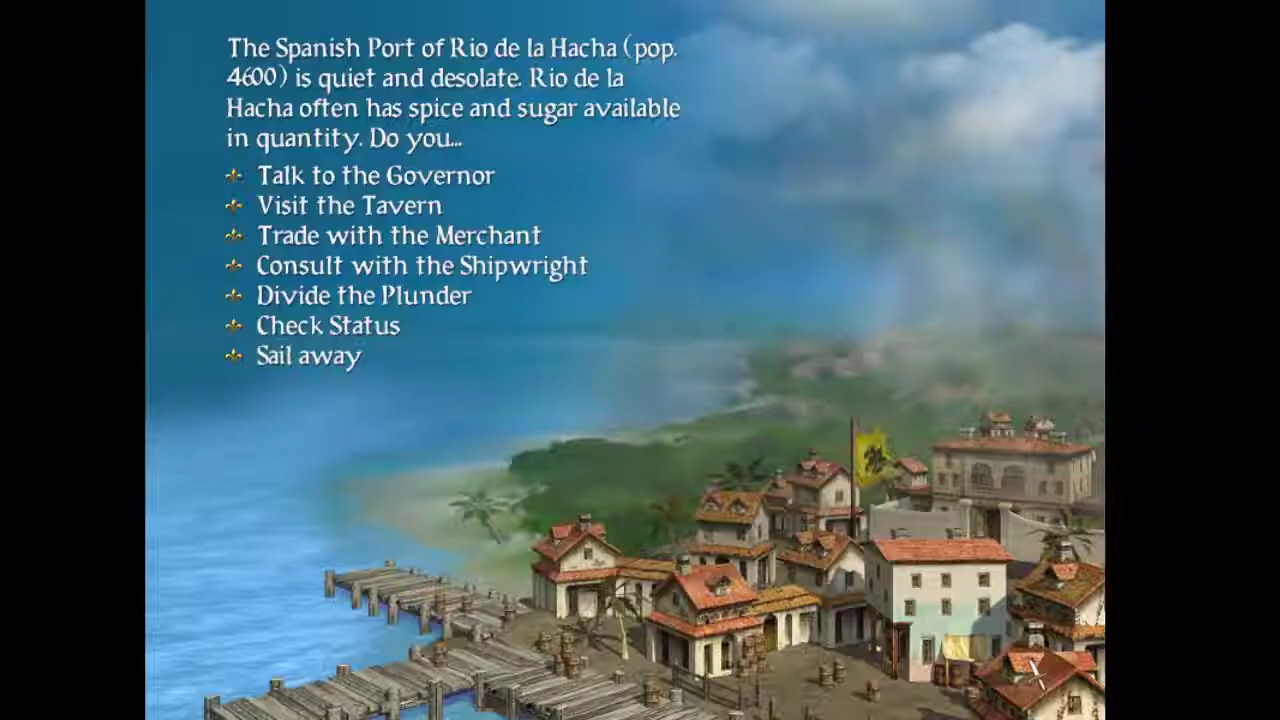 The Spanish Port of Rio de la Hacha (pop.
4600) is quiet and desolate. Rio de la
Hacha often has spice and sugar available
in quantity. Do you...
Talk to the Governor
Visit the Tavern
Trade with the Merchant
Consult with the Shipwright
Divide the Plunder
Check Status
Sail away